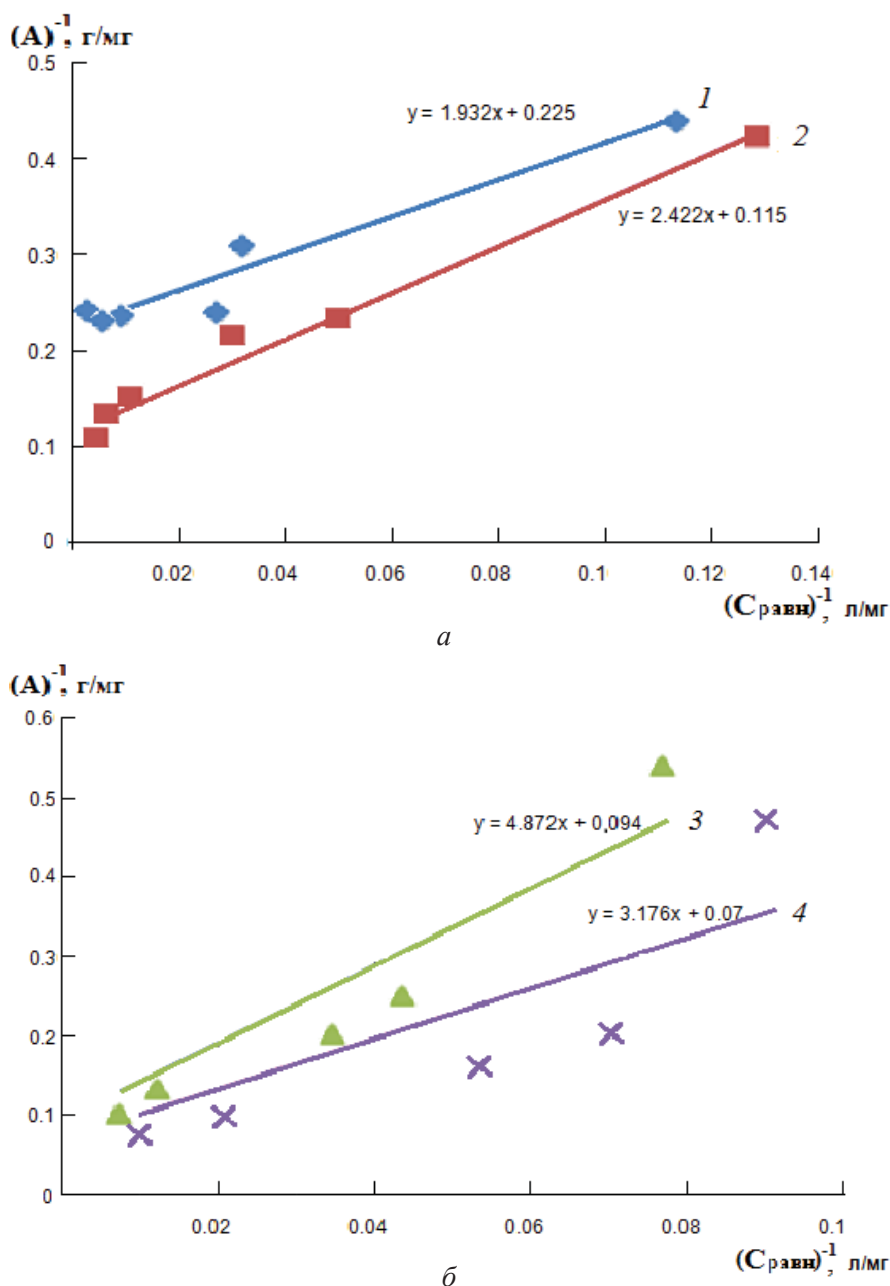 (А)⁻¹, г/мг
0.5
y = 1.932x + 0.225
1
2
0.4
y = 2.422x + 0.115
0.3
0.2
0.1
0
0.02 0.04 0.06 0.08 0.10 0.12 0.14
(Cравн)⁻¹, л/мг
а
(А)⁻¹, г/мг
0.6
0.5
y = 4.872x + 0,094
3
0.4
y = 3.176x + 0.07
4
0.3
0.2
0.1
0
0.02 0.04 0.06 0.08 0.1
(Cравн)⁻¹, л/мг
б